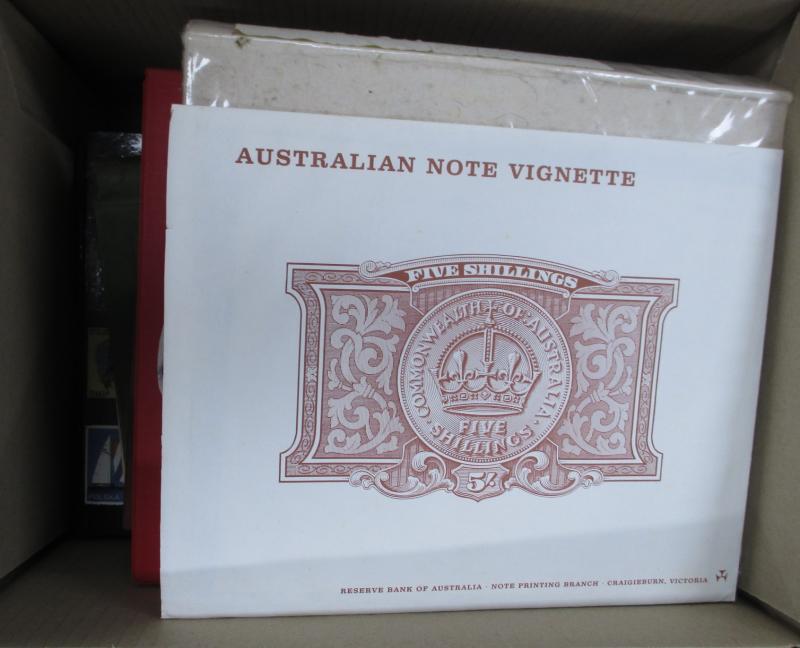 AUSTRALIAN NOTE VIGNETTE
FIVE SHILLINGS
COMMONWEALTH OF AUSTRALIA
FIVE
SHILLINGS
5/-
RESERVE BANK OF AUSTRALIA · NOTE PRINTING BRANCH · CRAIGIEBURN, VICTORIA
POLSKA